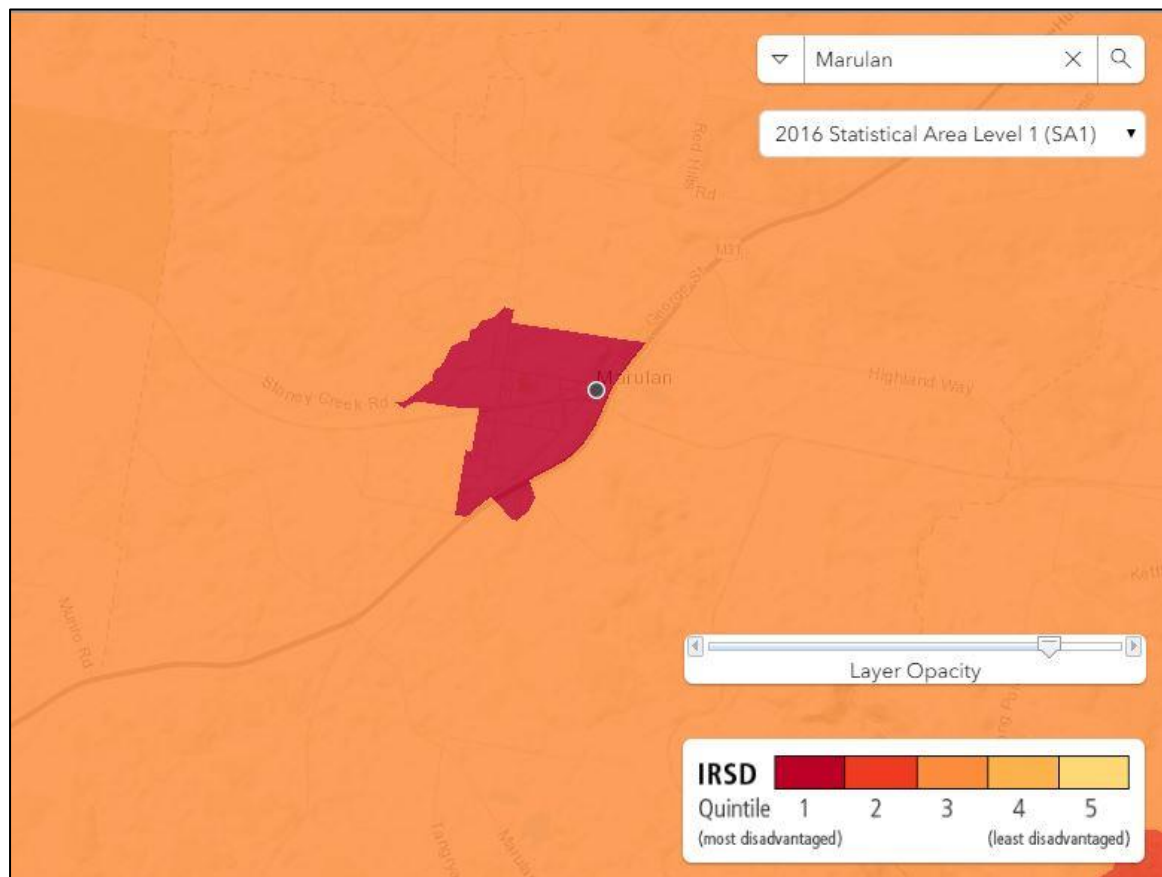 Marulan
2016 Statistical Area Level 1 (SA1)
Red Hills
Rd
M31
George St
Marulan
Highland Way
Stoney Creek Rd
Munro Rd
Layer Opacity
IRSD
Quintile 1 2 3 4 5
(most disadvantaged) (least disadvantaged)